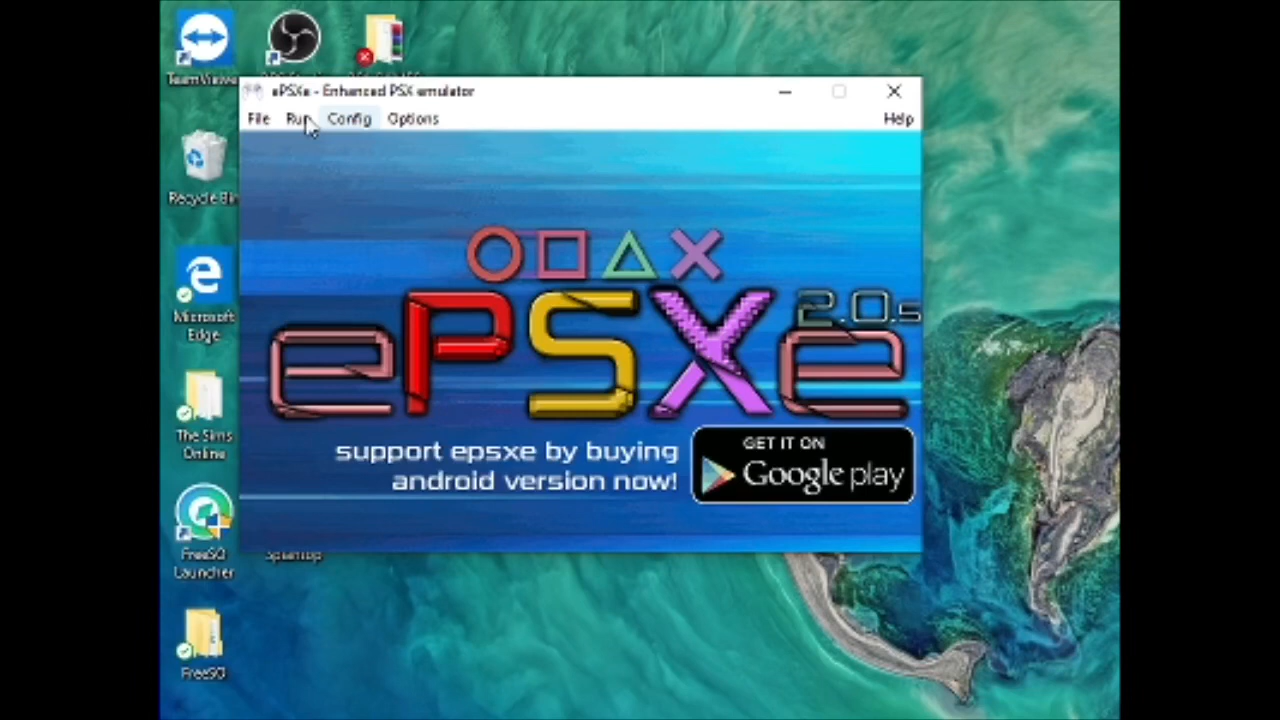 TeamViewer
ePSXe - Enhanced PSX emulator
File Run Config Options Help
Recycle Bin
ePSXe
2.0.5
Microsoft
Edge
support epsxe by buying
android version now!
GET IT ON
Google play
The Sims
Online
FreeSO
Launcher
FreeSO